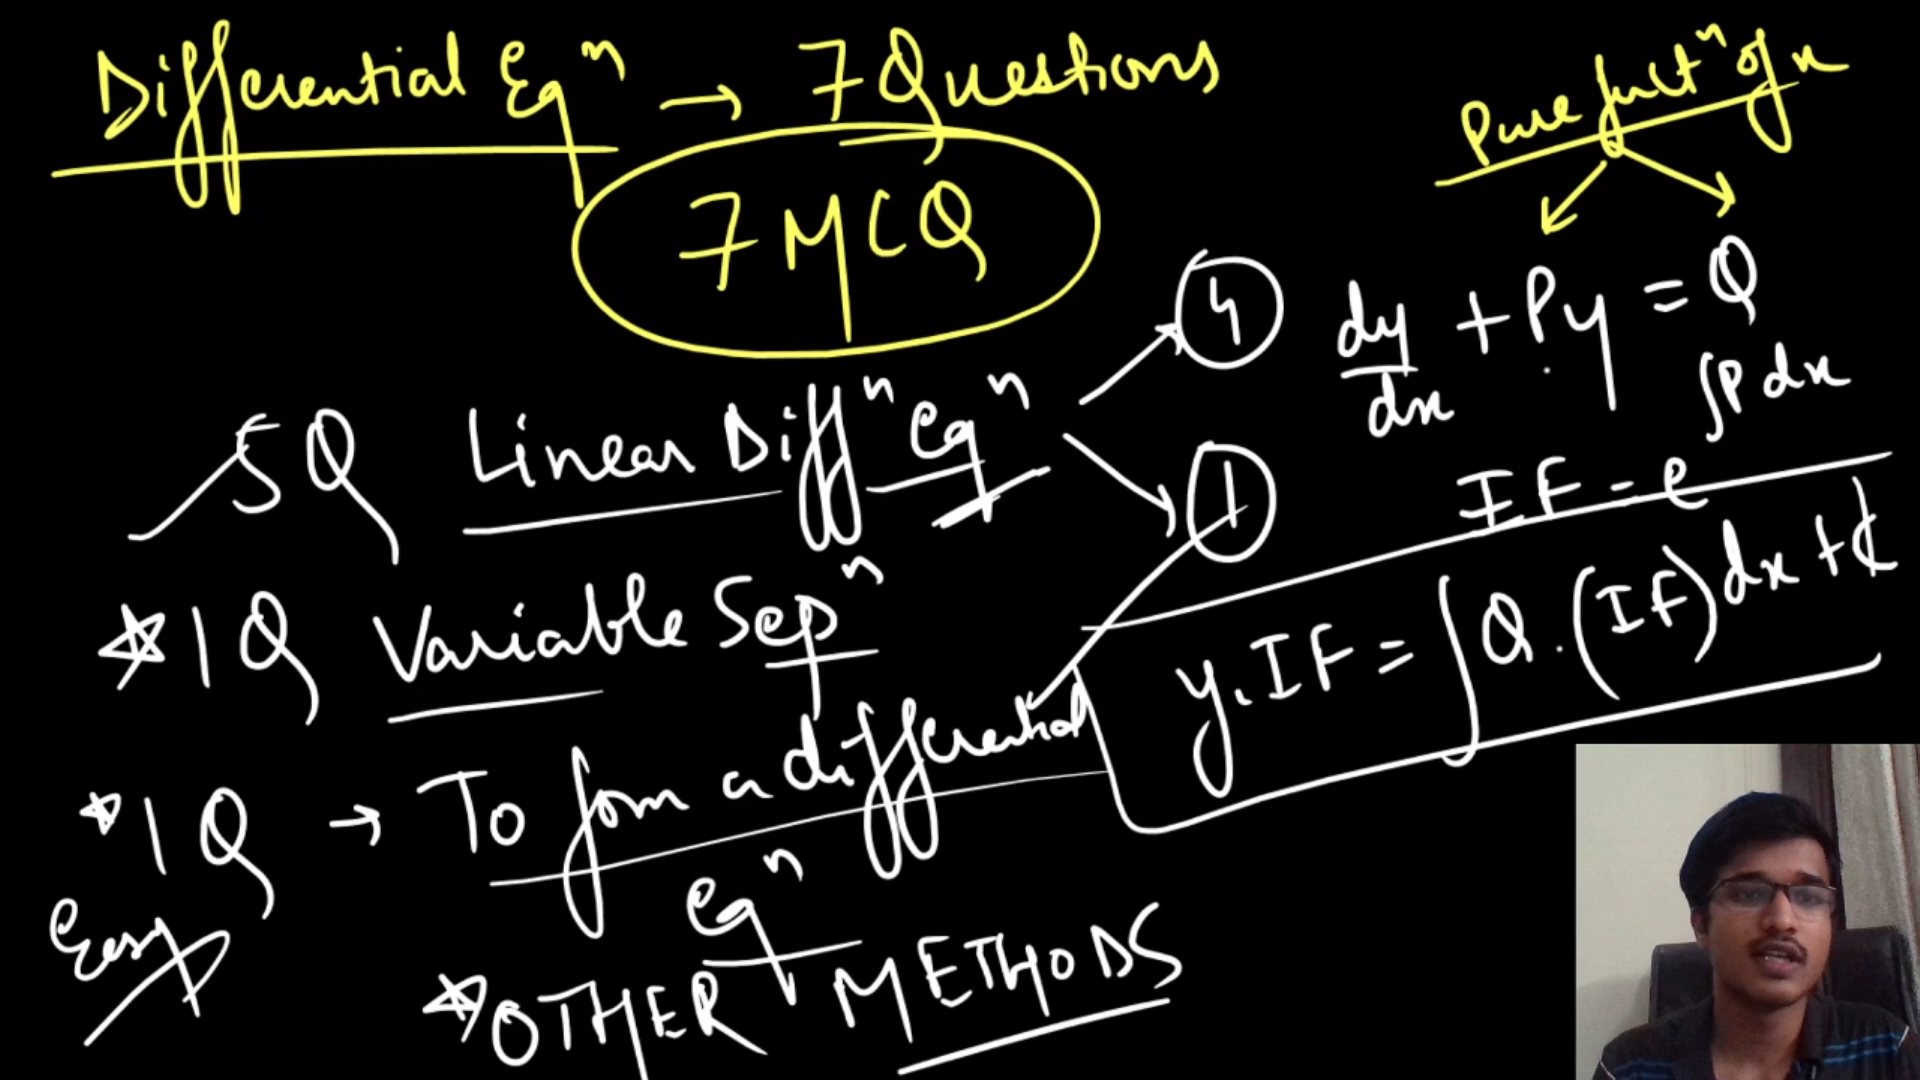 Differential Eqⁿ → 7 Questions
7 MCQ
Pure fuctⁿ of x
5Q Linear Diffⁿ eqⁿ
4
1
dy/dx + Py = Q
IF = e^∫P dx
y.IF = ∫Q.(IF)dx + C
1Q Variable Sepⁿ
1Q → To form a differential
eqⁿ
Easy
OTHER METHODS